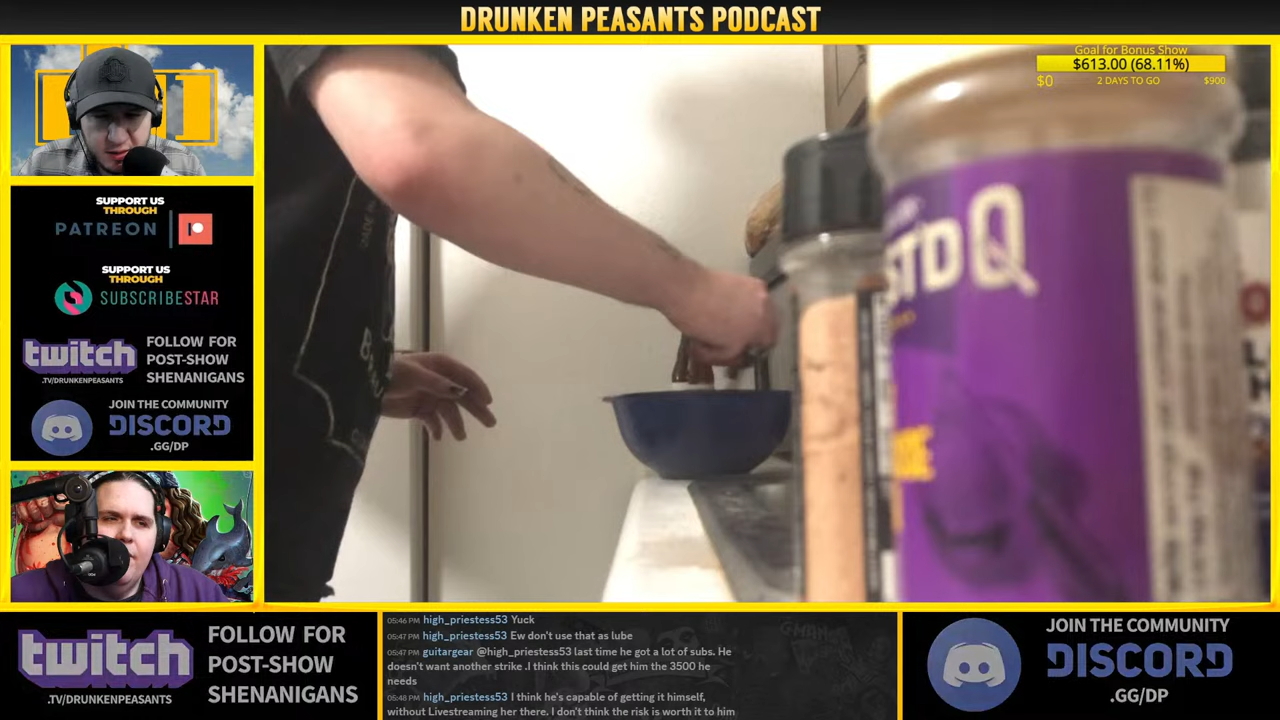 DRUNKEN PEASANTS PODCAST
Goal for Bonus Show
$613.00 (68.11%)
$0 2 DAYS TO GO $900
SUPPORT US
THROUGH
PATREON
SUPPORT US
THROUGH
SUBSCRIBESTAR
twitch
.TV/DRUNKENPEASANTS
FOLLOW FOR
POST-SHOW
SHENANIGANS
JOIN THE COMMUNITY
DISCORD
.GG/DP
twitch
.TV/DRUNKENPEASANTS
FOLLOW FOR
POST-SHOW
SHENANIGANS
05:46 PM high_priestess53 Yuck
05:47 PM high_priestess53 Ew don't use that as lube
05:47 PM guitargear @high_priestess53 last time he got a lot of subs. He
doesn't want another strike .I think this could get him the 3500 he
needs
05:48 PM high_priestess53 I think he's capable of getting it himself,
without Livestreaming her there. I don't think the risk is worth it to him
JOIN THE COMMUNITY
DISCORD
.GG/DP